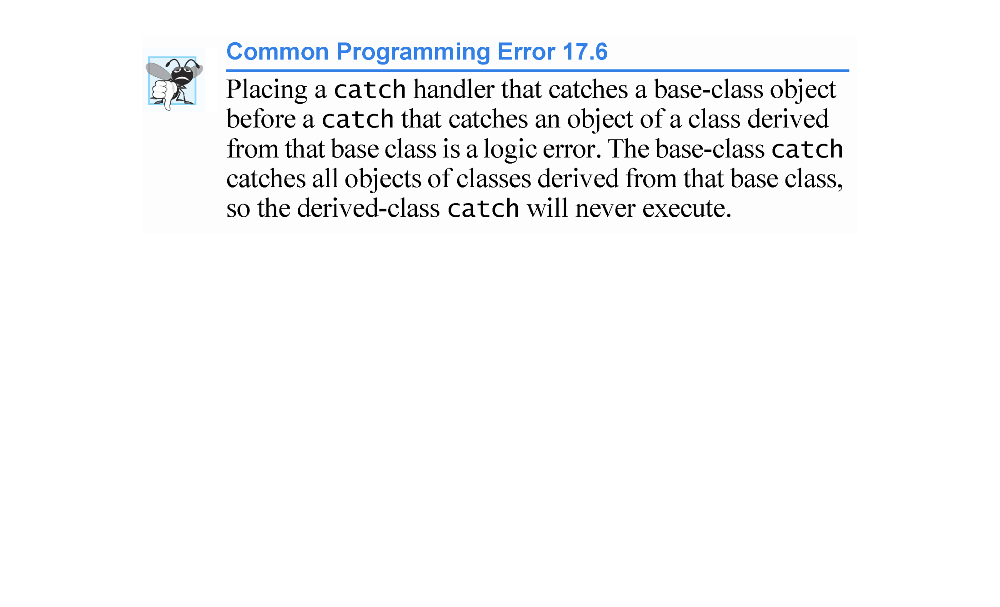 Common Programming Error 17.6
Placing a catch handler that catches a base-class object
before a catch that catches an object of a class derived
from that base class is a logic error. The base-class catch
catches all objects of classes derived from that base class,
so the derived-class catch will never execute.